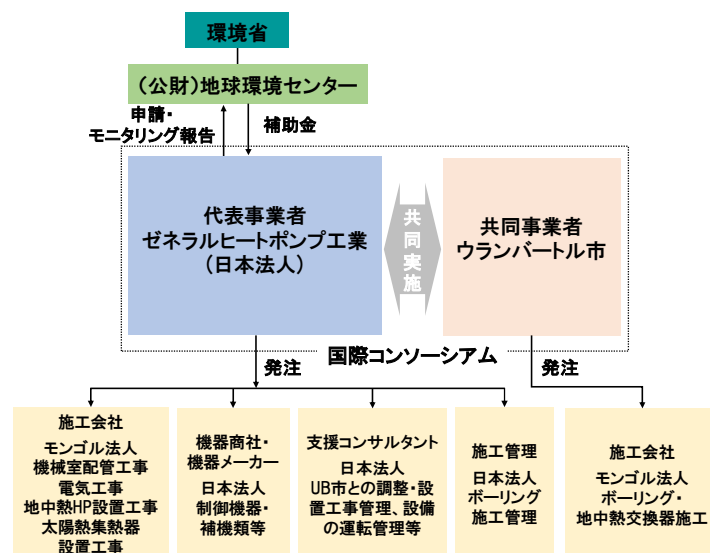 環境省
(公財)地球環境センター
申請・
モニタリング報告
補助金
代表事業者
ゼネラルヒートポンプ工業
(日本法人)
共同実施
共同事業者
ウランバートル市
国際コンソーシアム
発注
発注
施工会社
モンゴル法人
機械室配管工事
電気工事
地中熱HP設置工事
太陽熱集熱器
設置工事
機器商社・
機器メーカー
日本法人
制御機器・
補機類等
支援コンサルタント
日本法人
UB市との調整・設
置工事管理、設備
の運転管理等
施工管理
日本法人
ボーリング
施工管理
施工会社
モンゴル法人
ボーリング・
地中熱交換器施工